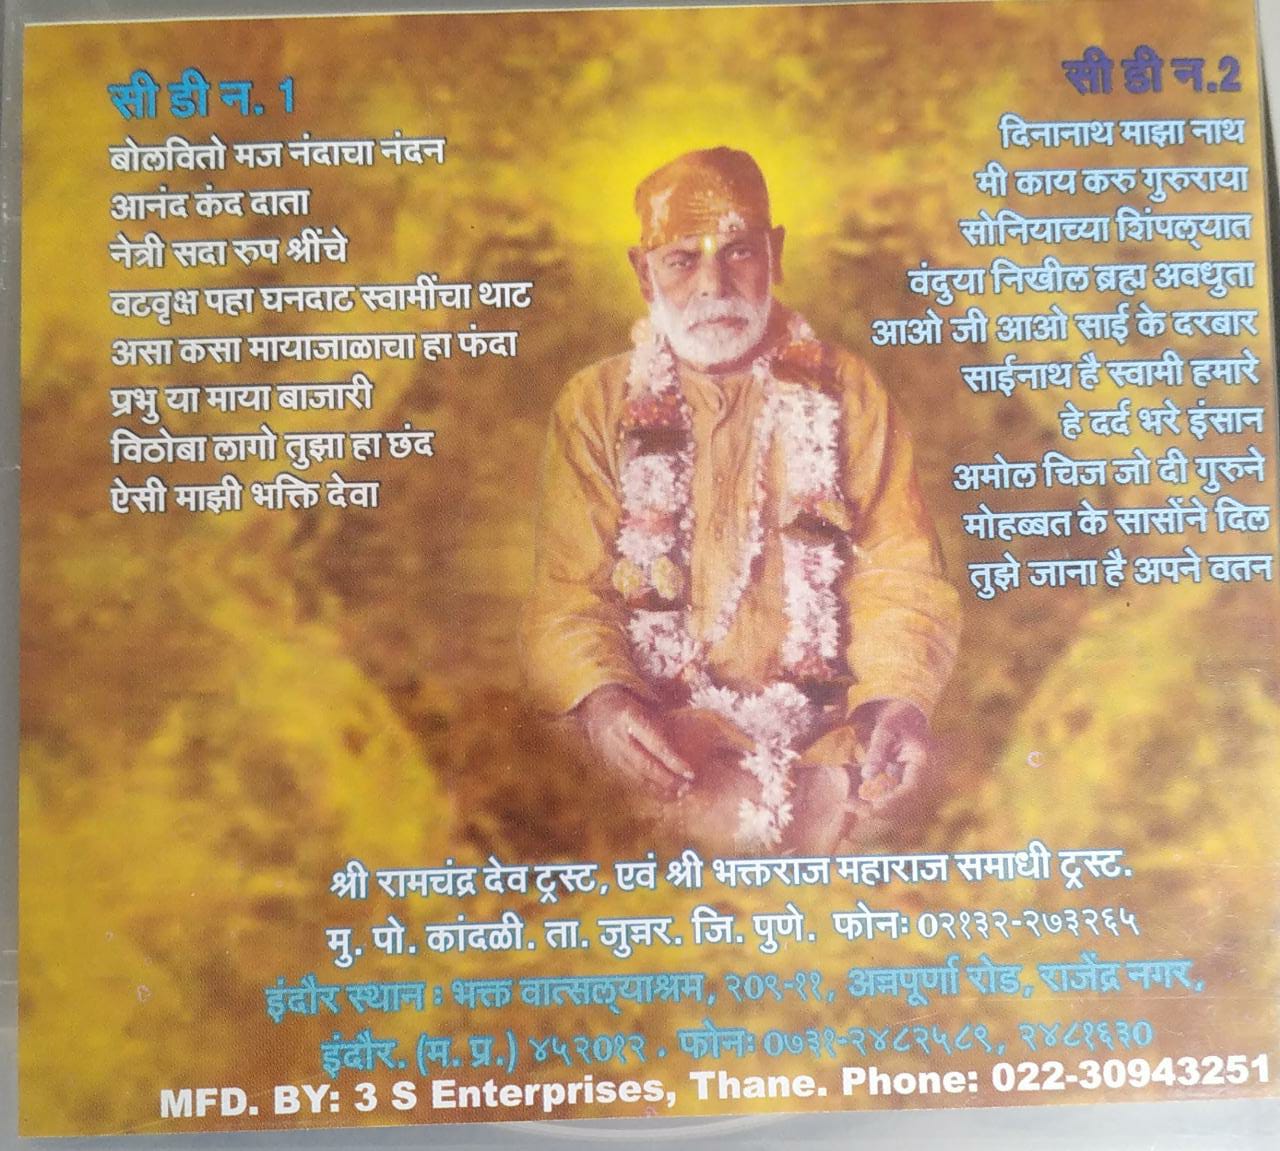 सी डी न. 1
बोलवितो मज नंदाचा नंदन
आनंद कंद दाता
नेत्री सदा रुप श्रींचे
वटवृक्ष पहा घनदाट स्वामींचा थाट
असा कसा मायाजाळाचा हा फंदा
प्रभु या माया बाजारी
विठोबा लागो तुझा हा छंद
ऐसी माझी भक्ति देवा
सी डी न.2
दिनानाथ माझा नाथ
मी काय करु गुरुराया
सोनियाच्या शिंपल्यात
वंदुया निखील ब्रह्म अवधुता
आओ जी आओ साई के दरबार
साईनाथ है स्वामी हमारे
हे दर्द भरे इंसान
अमोल चिज जो दी गुरुने
मोहब्बत के सासोंने दिल
तुझे जाना है अपने वतन
श्री रामचंद्र देव ट्रस्ट, एवं श्री भक्तराज महाराज समाधी ट्रस्ट.
मु. पो. कांदळी. ता. जुन्नर. जि. पुणे. फोनः ०२१३२-२७३२६५
इंदौर स्थान : भक्त वात्सल्याश्रम, २०९-११, अन्नपूर्णा रोड, राजेंद्र नगर,
इंदौर. (म. प्र.) ४५२०१२ . फोनः ०७३१-२४८२५८९, २४८१६३०
MFD. BY: 3 S Enterprises, Thane. Phone: 022-30943251